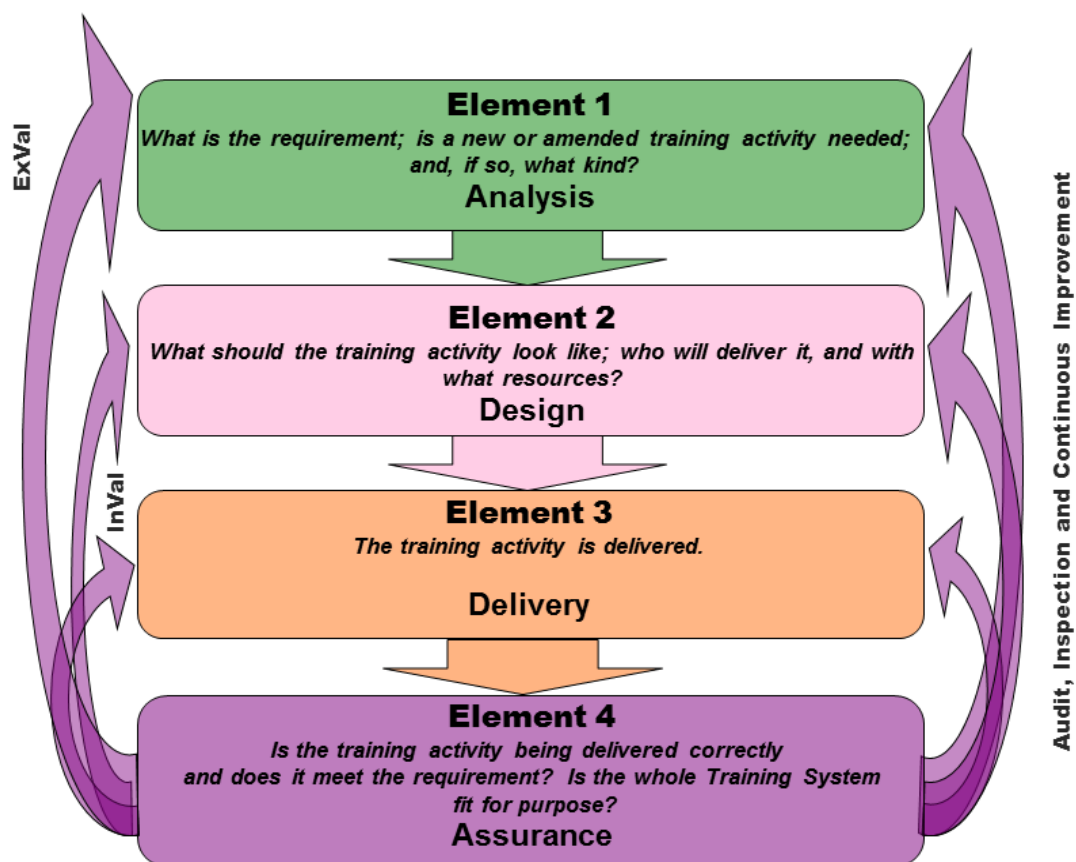 Element 1
What is the requirement; is a new or amended training activity needed;
and, if so, what kind?
Analysis
ExVal
Element 2
What should the training activity look like; who will deliver it, and with
what resources?
Design
InVal
Element 3
The training activity is delivered.
Delivery
Element 4
Is the training activity being delivered correctly
and does it meet the requirement? Is the whole Training System
fit for purpose?
Assurance
Audit, Inspection and Continuous Improvement